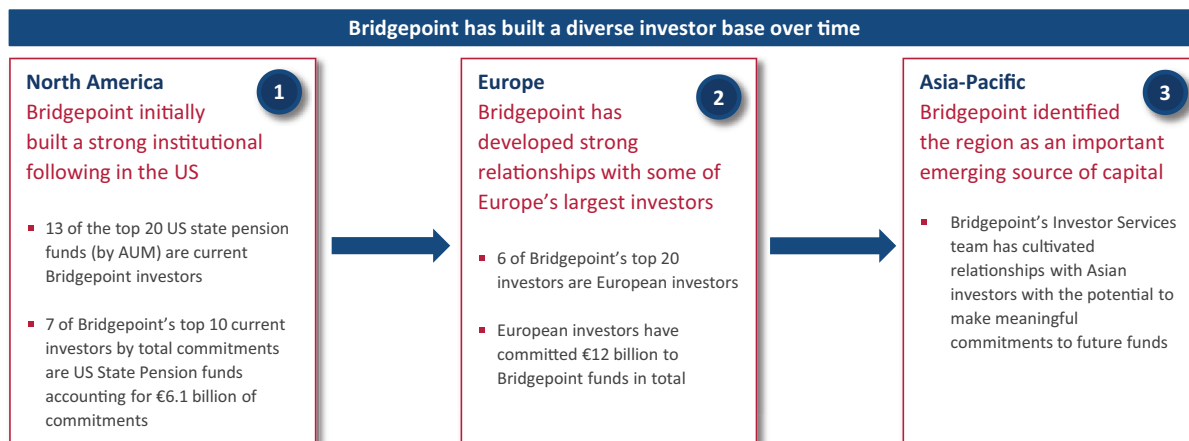 Bridgepoint has built a diverse investor base over time
North America
1
Bridgepoint initially
built a strong institutional
following in the US
▪ 13 of the top 20 US state pension
funds (by AUM) are current
Bridgepoint investors
▪ 7 of Bridgepoint's top 10 current
investors by total commitments
are US State Pension funds
accounting for €6.1 billion of
commitments
Europe
2
Bridgepoint has
developed strong
relationships with some of
Europe's largest investors
▪ 6 of Bridgepoint's top 20
investors are European investors
▪ European investors have
committed €12 billion to
Bridgepoint funds in total
Asia-Pacific
3
Bridgepoint identified
the region as an important
emerging source of capital
▪ Bridgepoint's Investor Services
team has cultivated
relationships with Asian
investors with the potential to
make meaningful
commitments to future funds